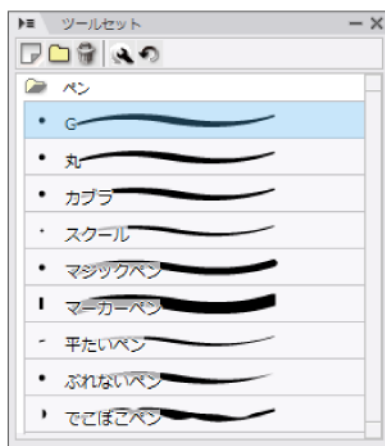 ツールセット
ペン
G
丸
カブラ
スクール
マジックペン
マーカーペン
平たいペン
ぶれないペン
でこぼこペン